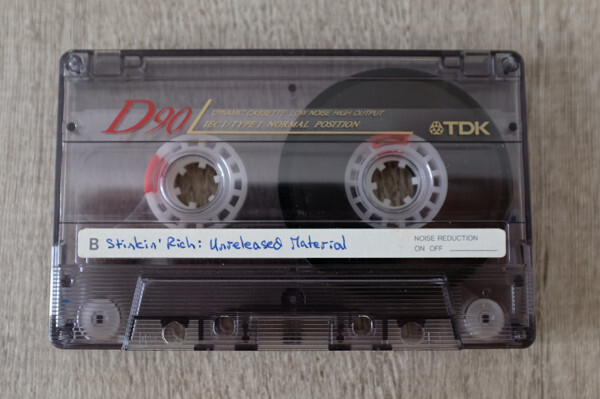 D90 DYNAMIC CASSETTE LOW NOISE HIGH OUTPUT
IEC I/TYPE I NORMAL POSITION
TDK
B Stinkin' Rich: Unreleased Material
NOISE REDUCTION
ON OFF